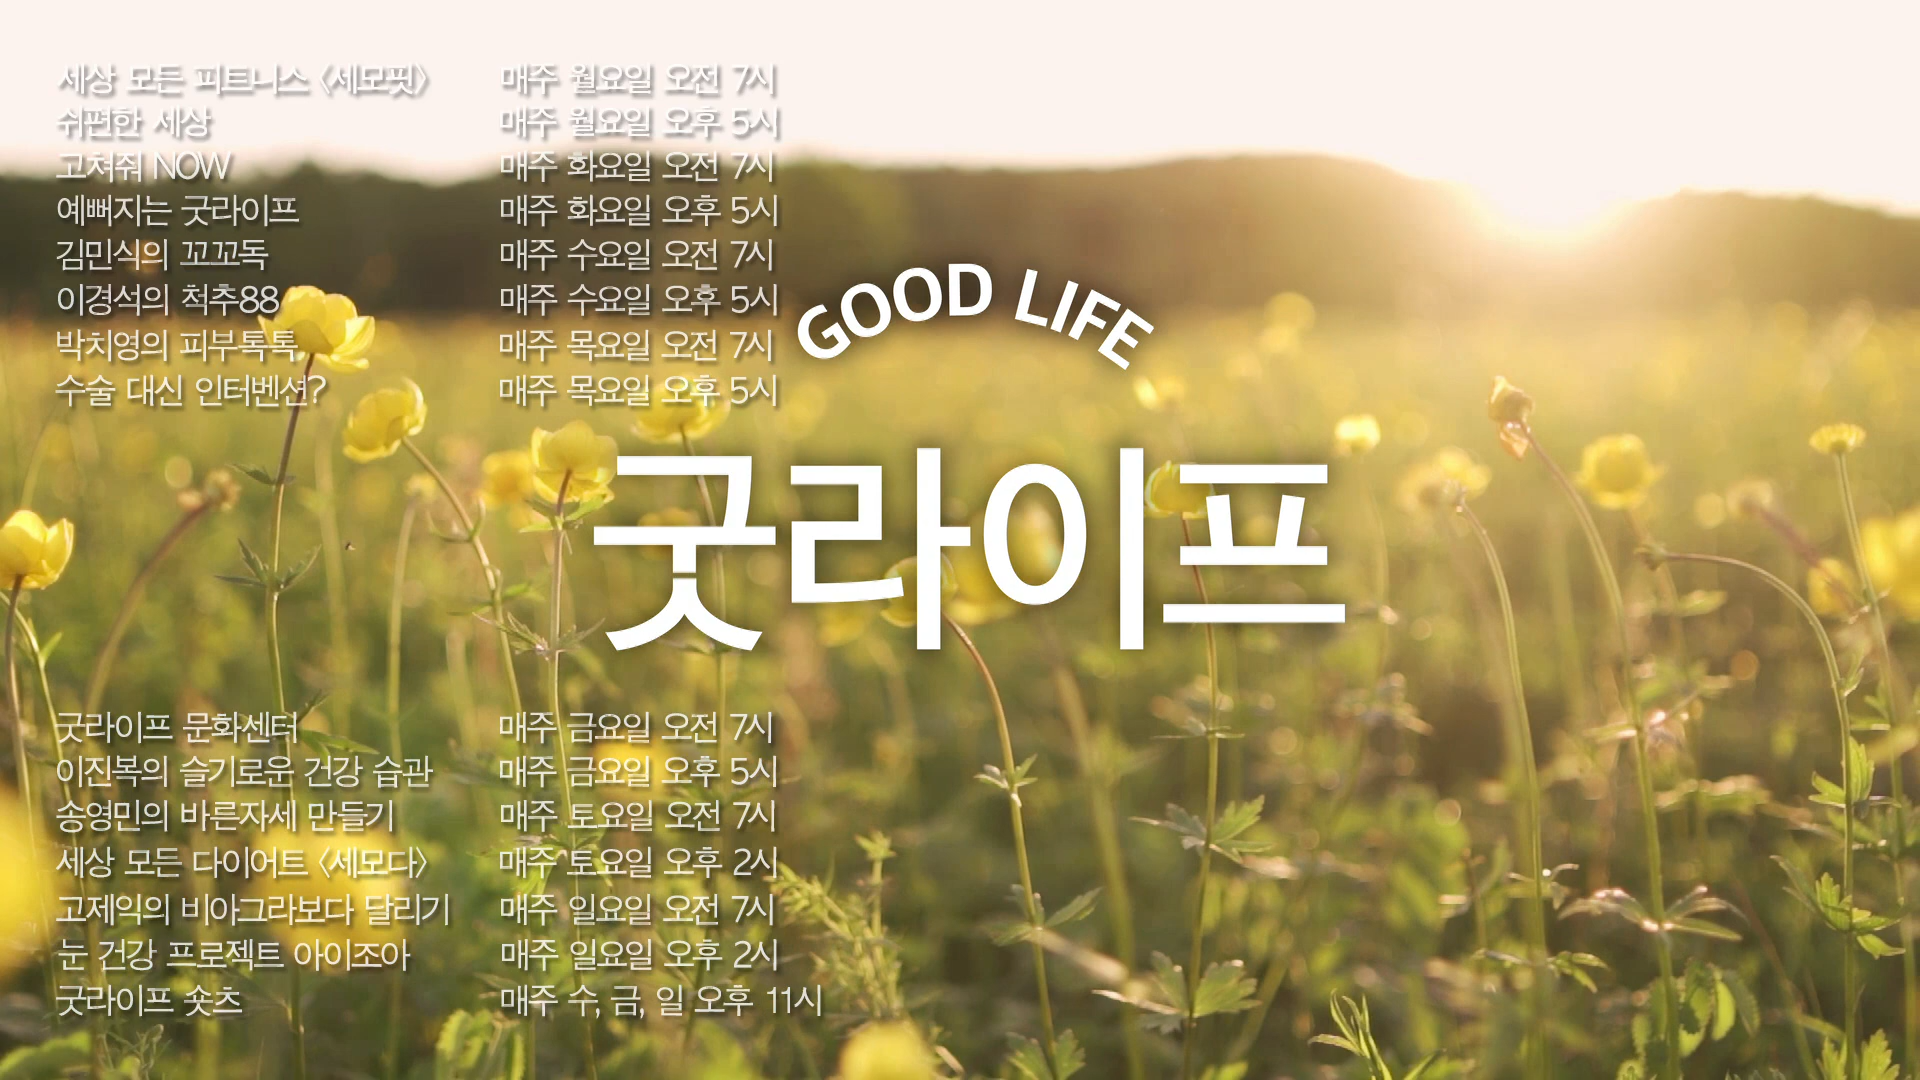 세상 모든 피트니스 〈세모핏〉 매주 월요일 오전 7시
쉬편한 세상 매주 월요일 오후 5시
고쳐줘 NOW 매주 화요일 오전 7시
예뻐지는 굿라이프 매주 화요일 오후 5시
김민식의 꼬꼬독 매주 수요일 오전 7시
이경석의 척추88 매주 수요일 오후 5시
박치영의 피부톡톡 매주 목요일 오전 7시
수술 대신 인터벤션? 매주 목요일 오후 5시
GOOD LIFE
굿라이프
굿라이프 문화센터 매주 금요일 오전 7시
이진복의 슬기로운 건강 습관 매주 금요일 오후 5시
송영민의 바른자세 만들기 매주 토요일 오전 7시
세상 모든 다이어트 〈세모다〉 매주 토요일 오후 2시
고제익의 비아그라보다 달리기 매주 일요일 오전 7시
눈 건강 프로젝트 아이조아 매주 일요일 오후 2시
굿라이프 숏츠 매주 수, 금, 일 오후 11시